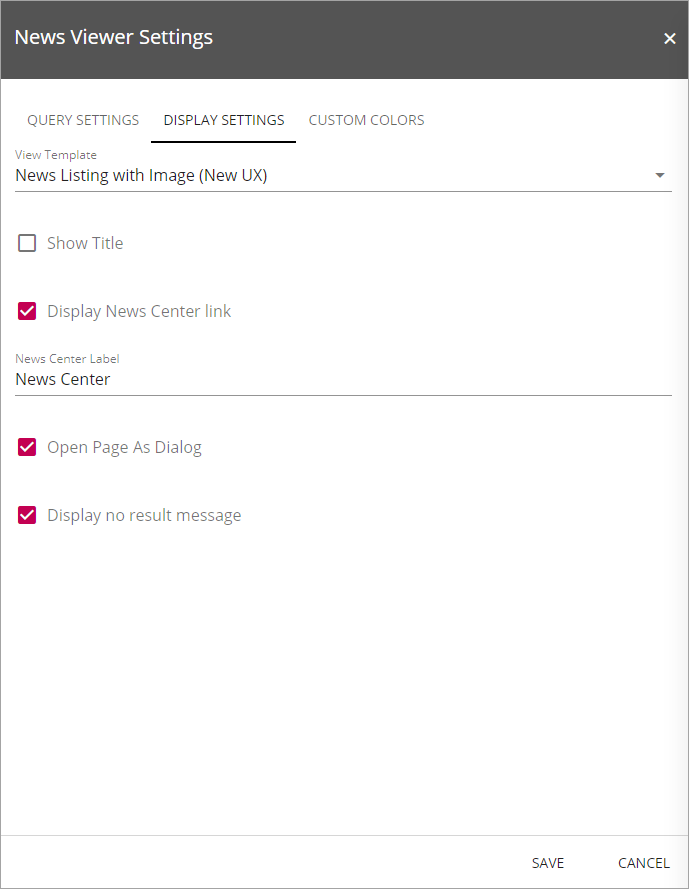 News Viewer Settings
QUERY SETTINGS DISPLAY SETTINGS CUSTOM COLORS
View Template
News Listing with Image (New UX)
Show Title
Display News Center link
News Center Label
News Center
Open Page As Dialog
Display no result message
SAVE CANCEL